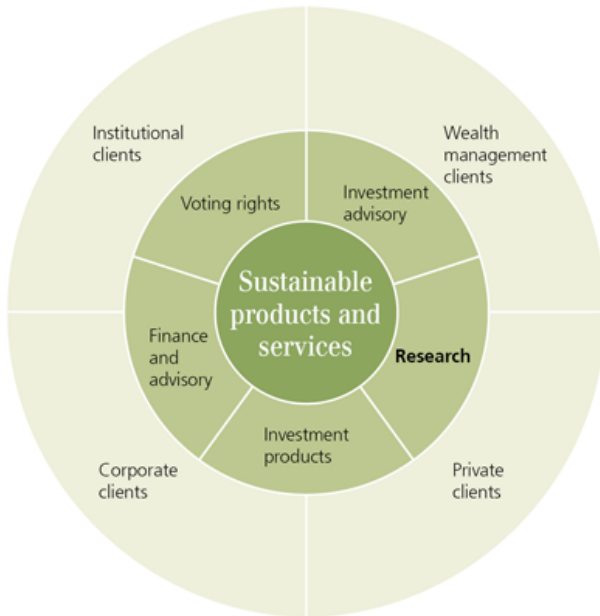 Institutional
clients
Wealth
management
clients
Voting rights
Investment
advisory
Sustainable
products and
services
Finance
and
advisory
Research
Investment
products
Corporate
clients
Private
clients